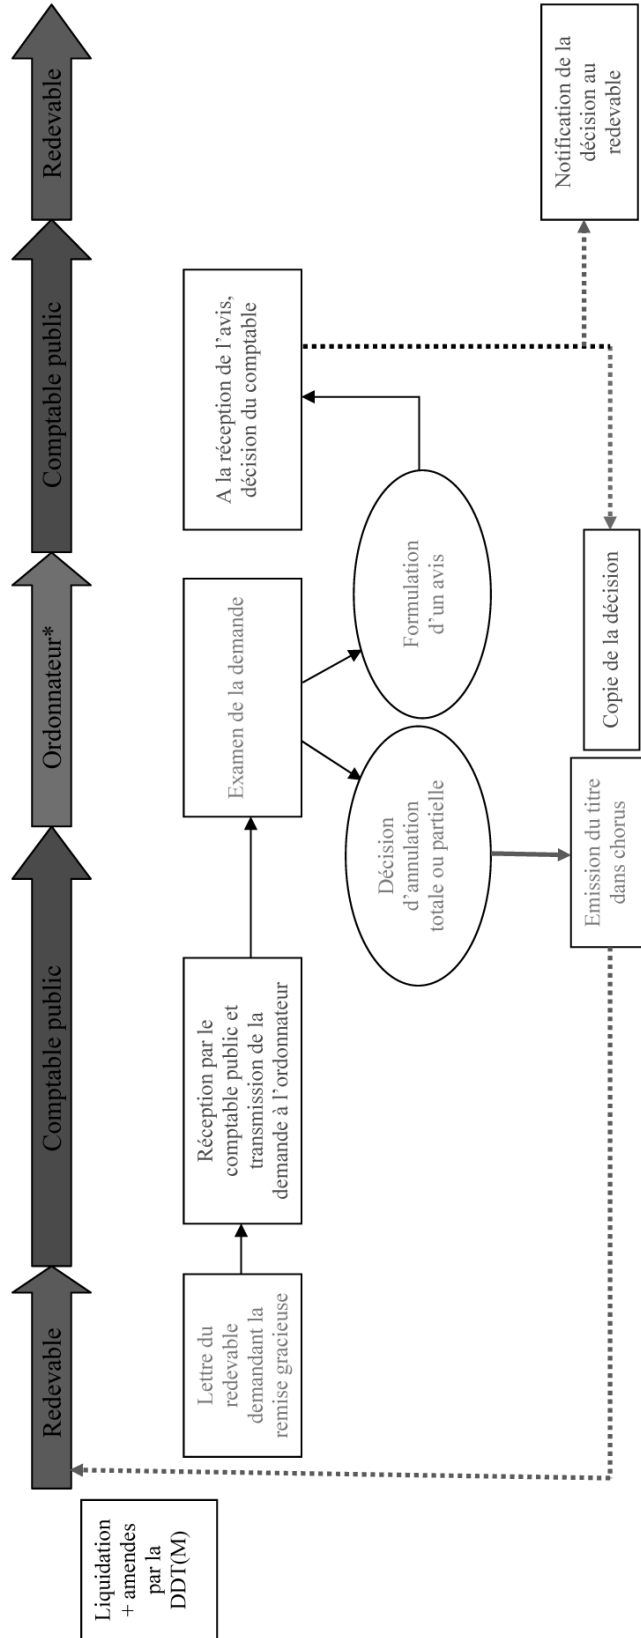 Redevable
Comptable public
Ordonnateur*
Comptable public
Redevable
Liquidation
+ amendes
par la
DDT(M)
Lettre du
redevable
demandant la
remise gracieuse
Réception par le
comptable public et
transmission de la
demande à l'ordonnateur
Examen de la demande
A la réception de l'avis,
décision du comptable
Décision
d'annulation
totale ou partielle
Formulation
d'un avis
Emission du titre
dans chorus
Copie de la décision
Notification de la
décision au
redevable